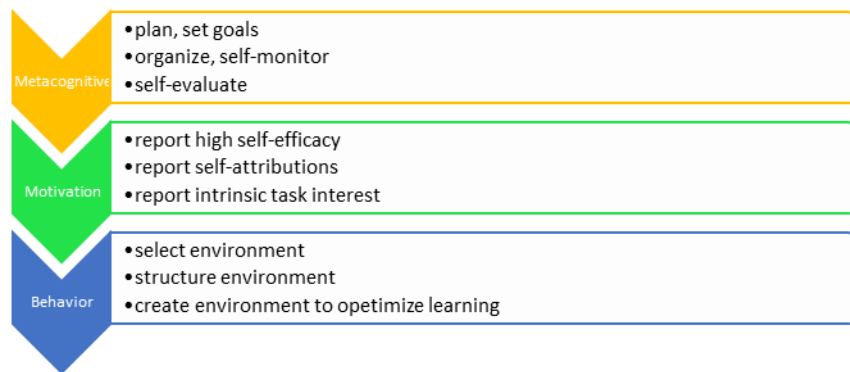 Metacognitive
•plan, set goals
•organize, self-monitor
•self-evaluate
Motivation
•report high self-efficacy
•report self-attributions
•report intrinsic task interest
Behavior
•select environment
•structure environment
•create environment to opetimize learning